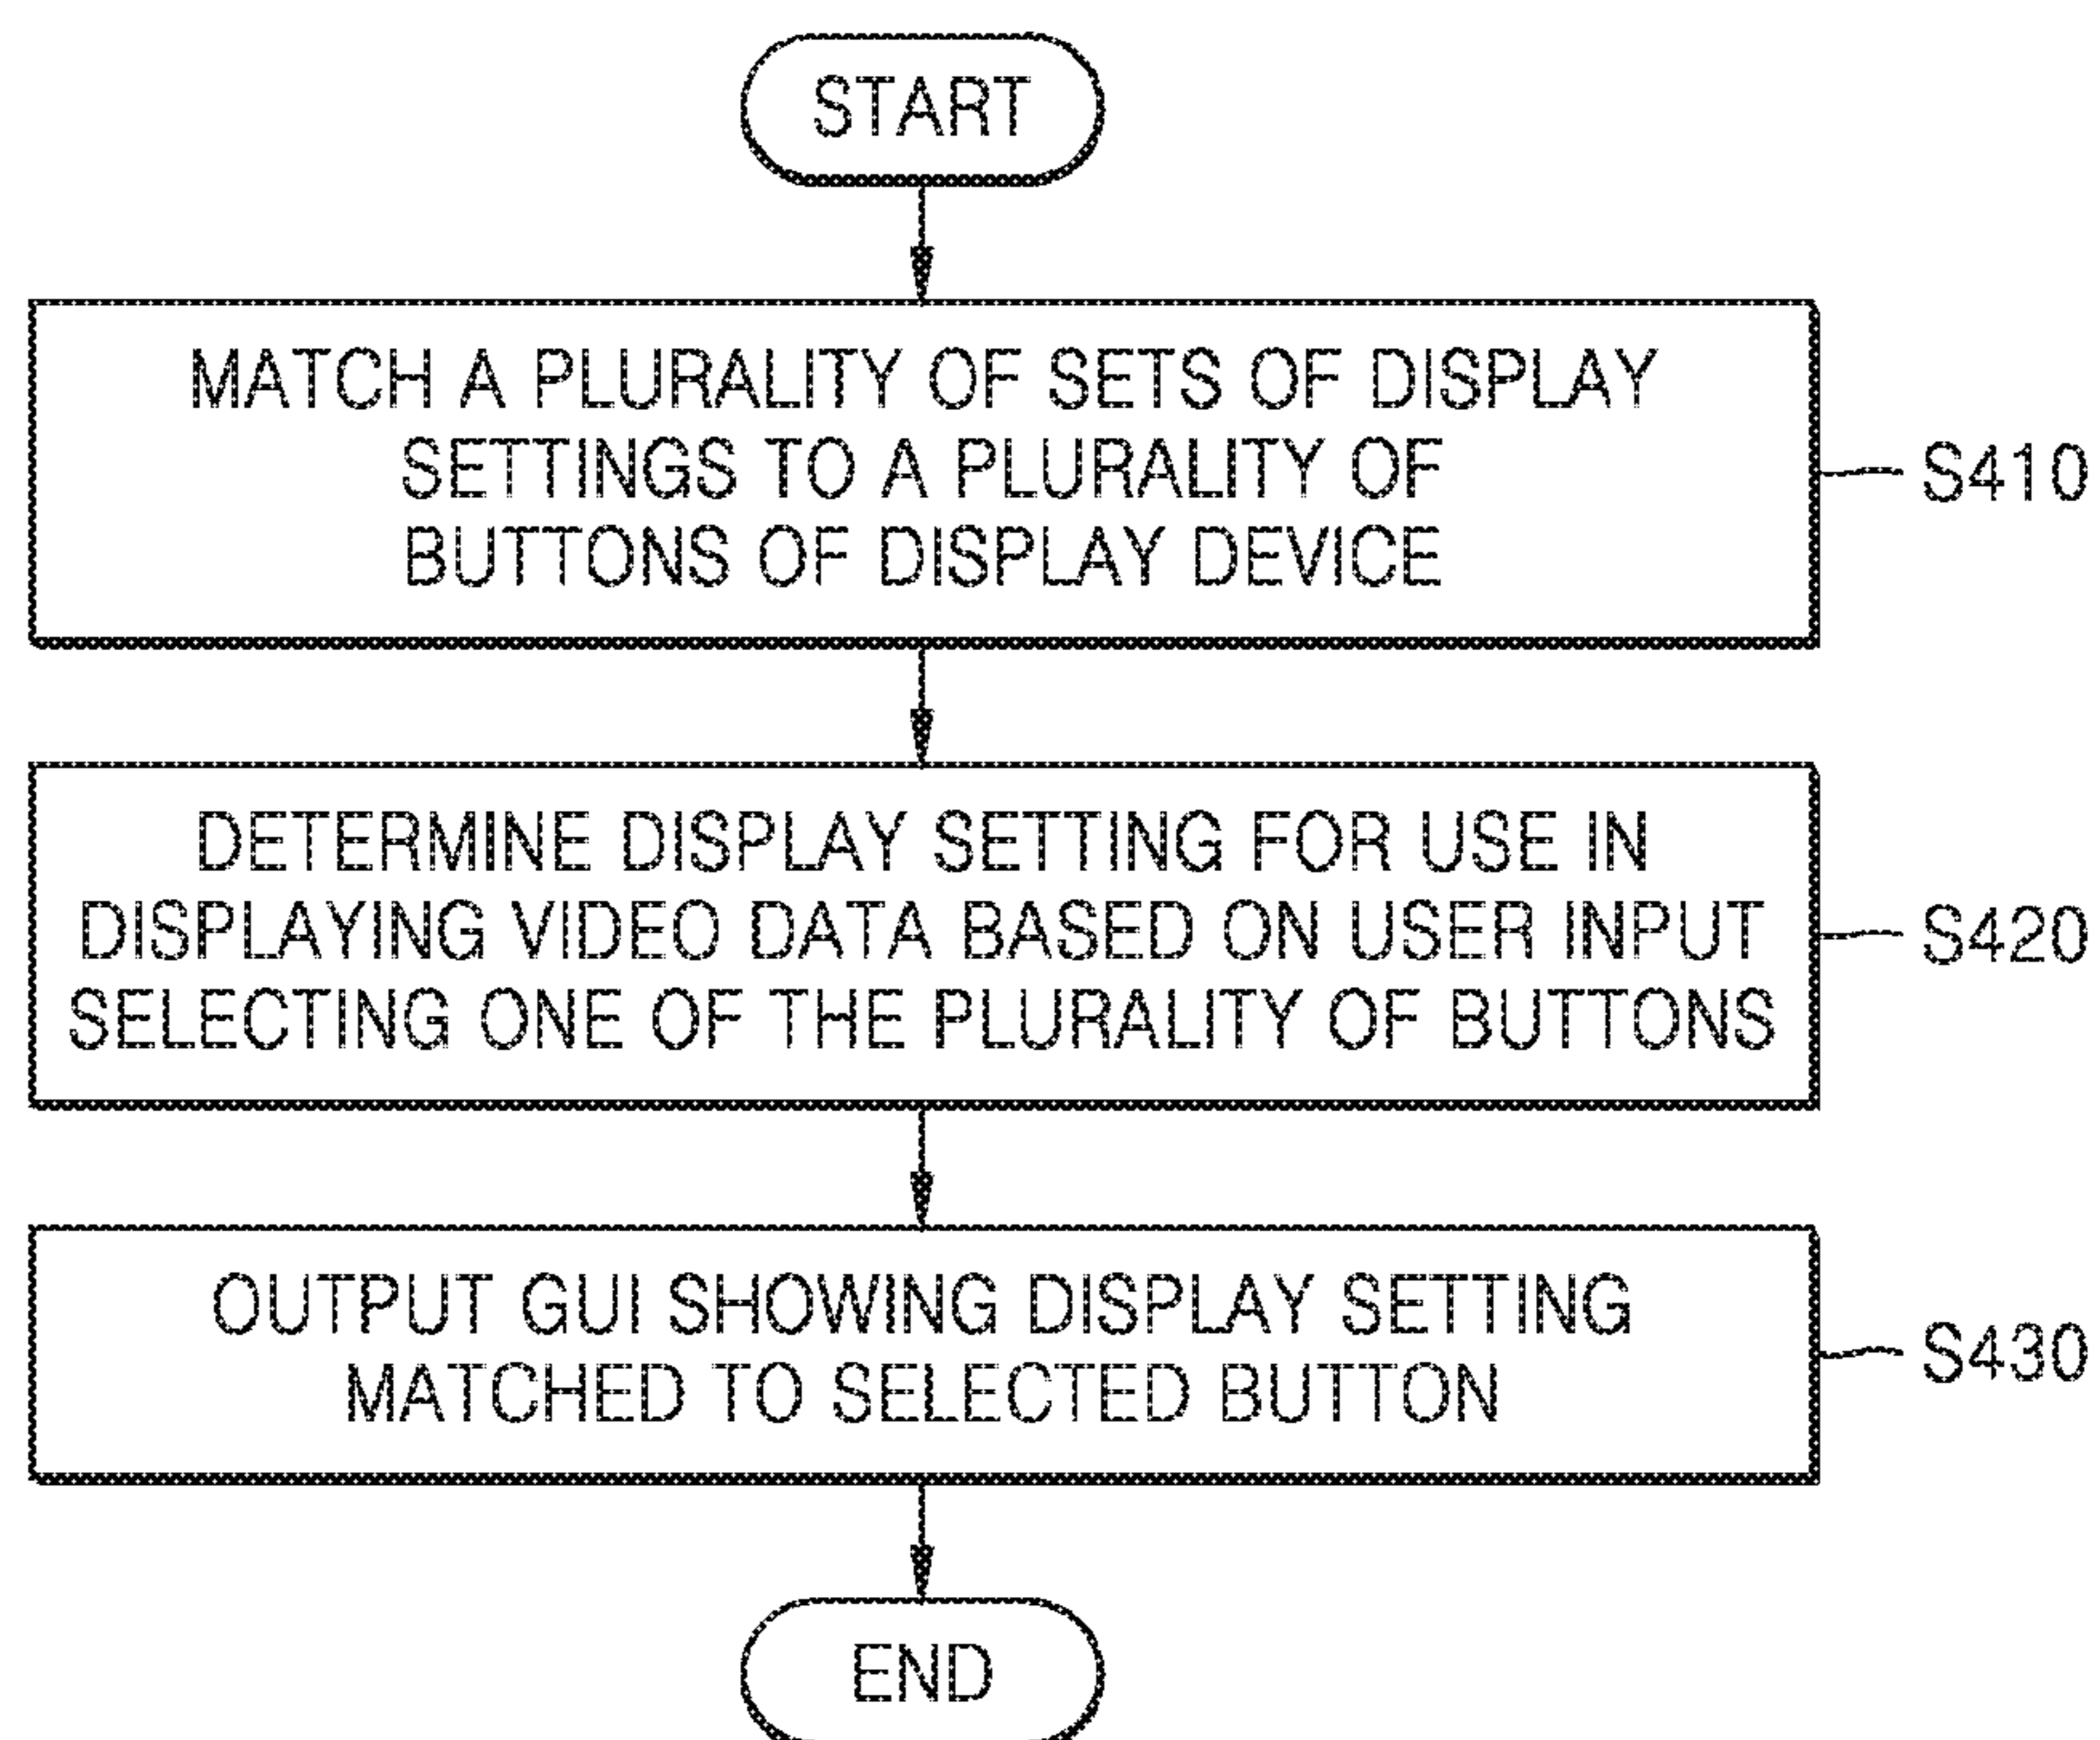 START
MATCH A PLURALITY OF SETS OF DISPLAY
SETTINGS TO A PLURALITY OF
BUTTONS OF DISPLAY DEVICE
S410
DETERMINE DISPLAY SETTING FOR USE IN
DISPLAYING VIDEO DATA BASED ON USER INPUT
SELECTING ONE OF THE PLURALITY OF BUTTONS
S420
OUTPUT GUI SHOWING DISPLAY SETTING
MATCHED TO SELECTED BUTTON
S430
END